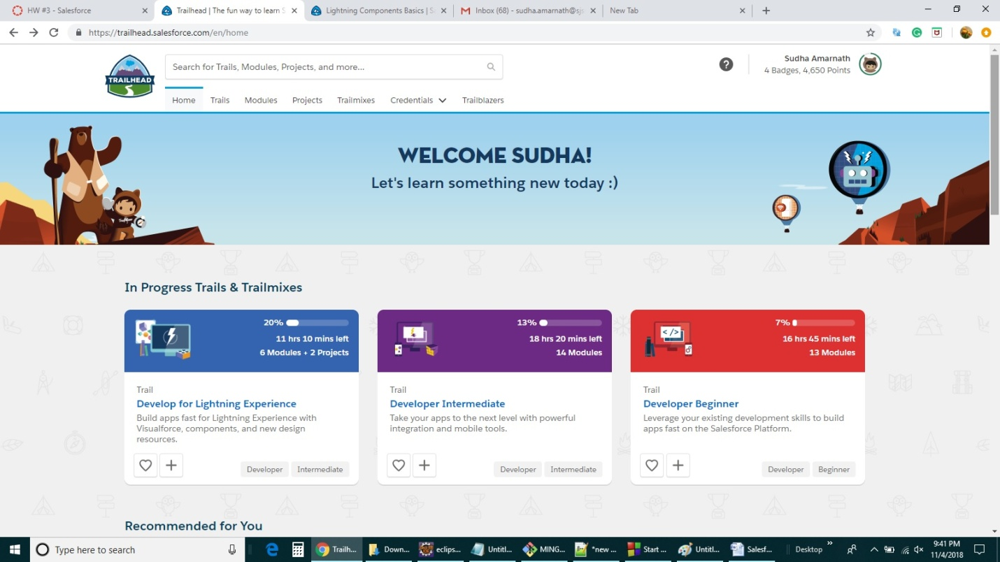 HW #3 - Salesforce
Trailhead | The fun way to learn S
Lightning Components Basics | S
Inbox (68) - sudha.amarnath@sjs
New Tab
https://trailhead.salesforce.com/en/home
TRAILHEAD
Search for Trails, Modules, Projects, and more...
?
Sudha Amarnath
4 Badges, 4,650 Points
Home
Trails
Modules
Projects
Trailmixes
Credentials
Trailblazers
WELCOME SUDHA!
Let's learn something new today :)
In Progress Trails & Trailmixes
20%
11 hrs 10 mins left
6 Modules + 2 Projects
Trail
Develop for Lightning Experience
Build apps fast for Lightning Experience with
Visualforce, components, and new design
resources.
Developer
Intermediate
13%
18 hrs 20 mins left
14 Modules
Trail
Developer Intermediate
Take your apps to the next level with powerful
integration and mobile tools.
Developer
Intermediate
7%
</>
16 hrs 45 mins left
13 Modules
Trail
Developer Beginner
Leverage your existing development skills to build
apps fast on the Salesforce Platform.
Developer
Beginner
Recommended for You
Type here to search
Trailh...
Down...
eclips...
Untitl...
MING...
*new ...
Start ...
Untitl...
Salesf...
Desktop
9:41 PM
11/4/2018